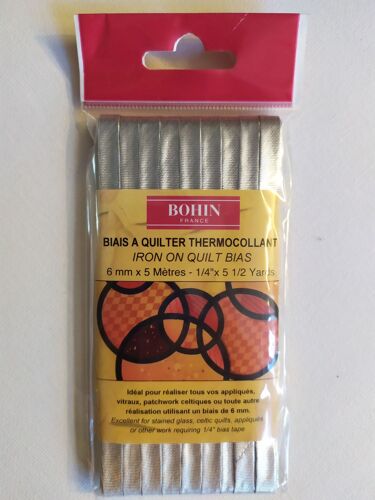 BOHIN
FRANCE
BIAIS A QUILTER THERMOCOLLANT
IRON ON QUILT BIAS
6 mm x 5 Mètres - 1/4" x 5 1/2 Yards
Idéal pour réaliser tous vos appliqués,
vitraux, patchwork celtiques ou toute autre
réalisation utilisant un biais de 6 mm.
Excellent for stained glass, celtic quilts, appliqués
or other work requiring 1/4" bias tape